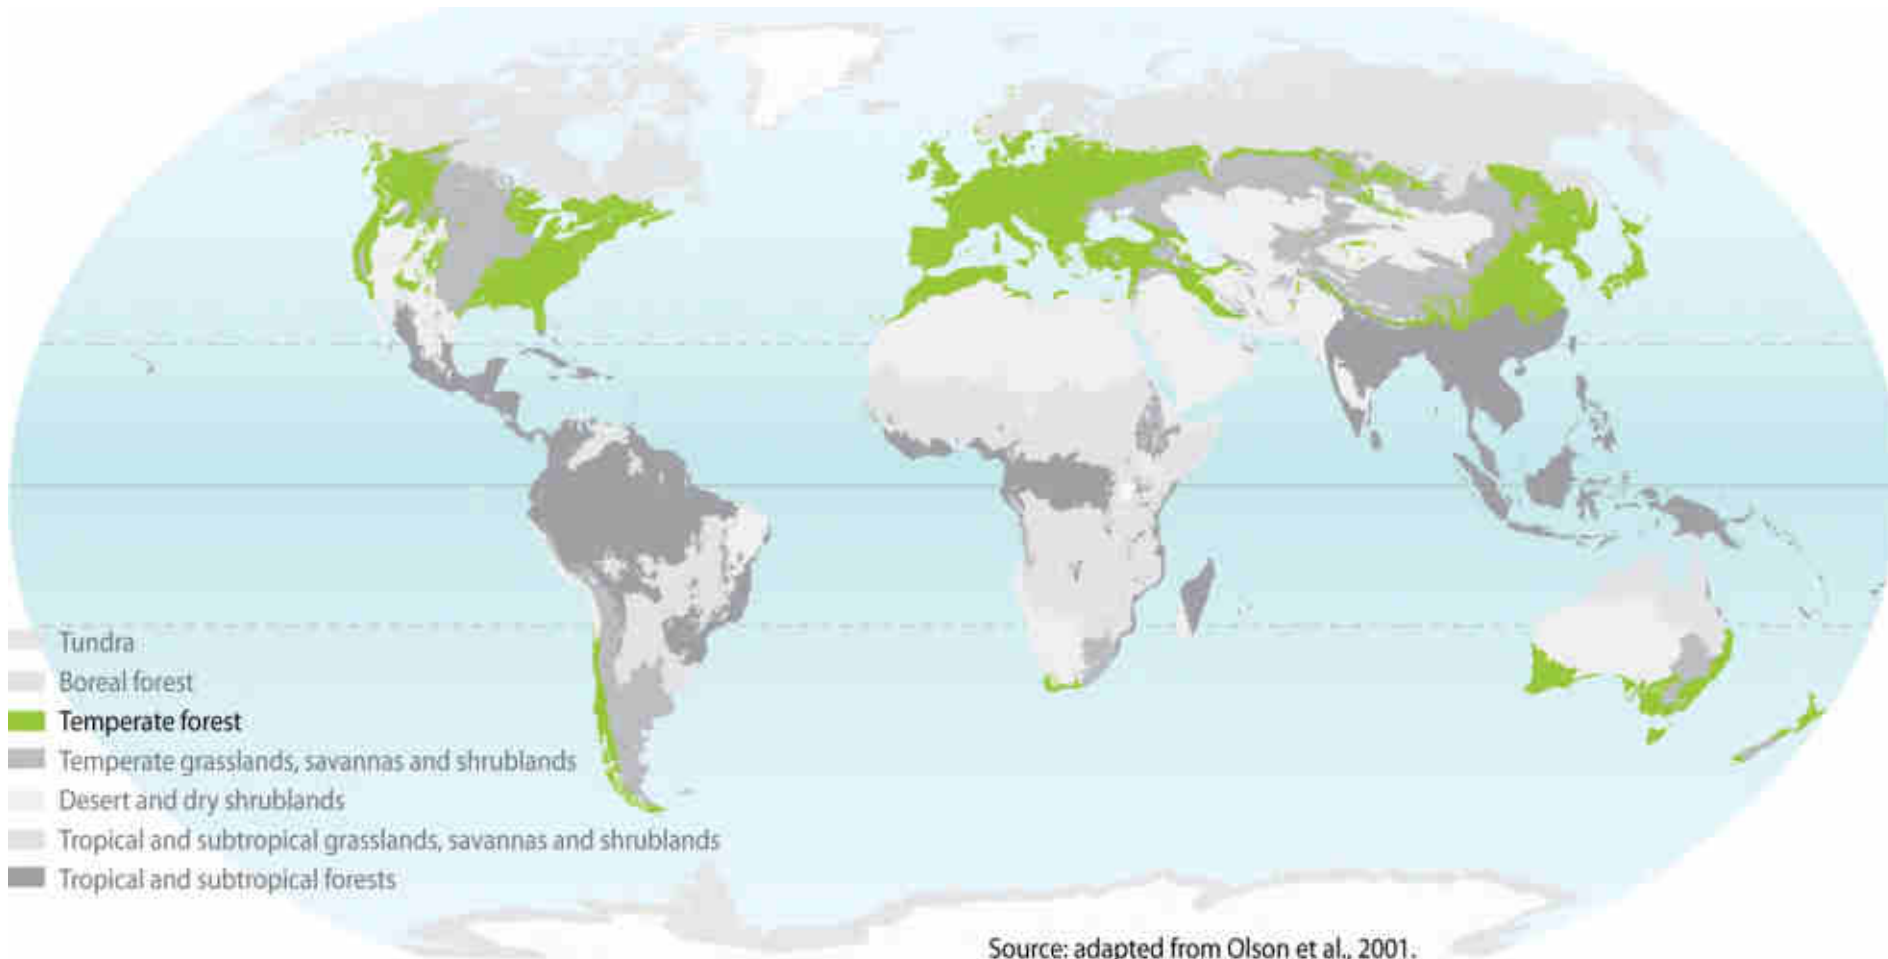 Tundra
Boreal forest
Temperate forest
Temperate grasslands, savannas and shrublands
Desert and dry shrublands
Tropical and subtropical grasslands, savannas and shrublands
Tropical and subtropical forests
Source: adapted from Olson et al., 2001.